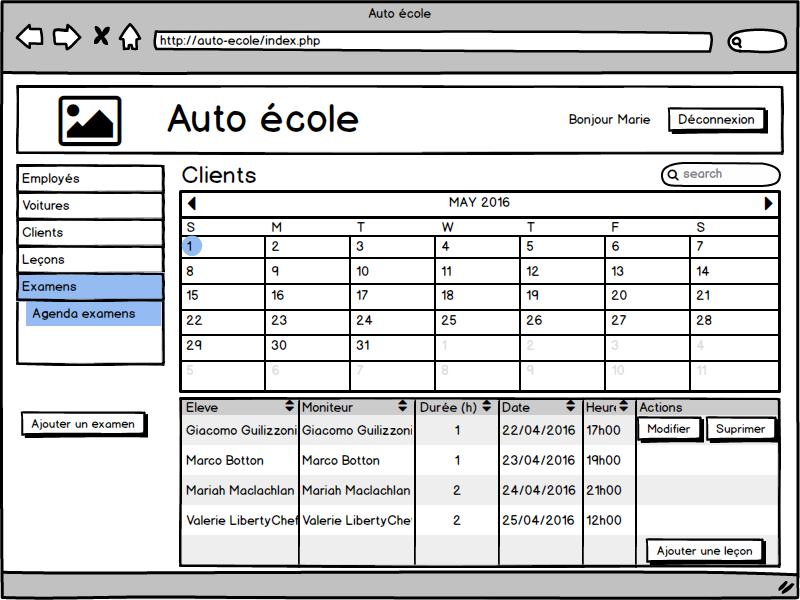 Auto école
http://auto-ecole/index.php
Auto école
Bonjour Marie
Déconnexion
Employés
Voitures
Clients
Leçons
Examens
Agenda examens
Ajouter un examen
Clients
search
MAY 2016
S M T W T F S
1 2 3 4 5 6 7
8 9 10 11 12 13 14
15 16 17 18 19 20 21
22 23 24 25 26 27 28
29 30 31 1 2 3 4
5 6 7 8 9 10 11
Eleve Moniteur Durée (h) Date Heure Actions
Giacomo Guilizzoni Giacomo Guilizzoni 1 22/04/2016 17h00 Modifier Suprimer
Marco Botton Marco Botton 1 23/04/2016 19h00
Mariah Maclachlan Mariah Maclachlan 2 24/04/2016 21h00
Valerie LibertyChef Valerie LibertyChe 2 25/04/2016 12h00
Ajouter une leçon